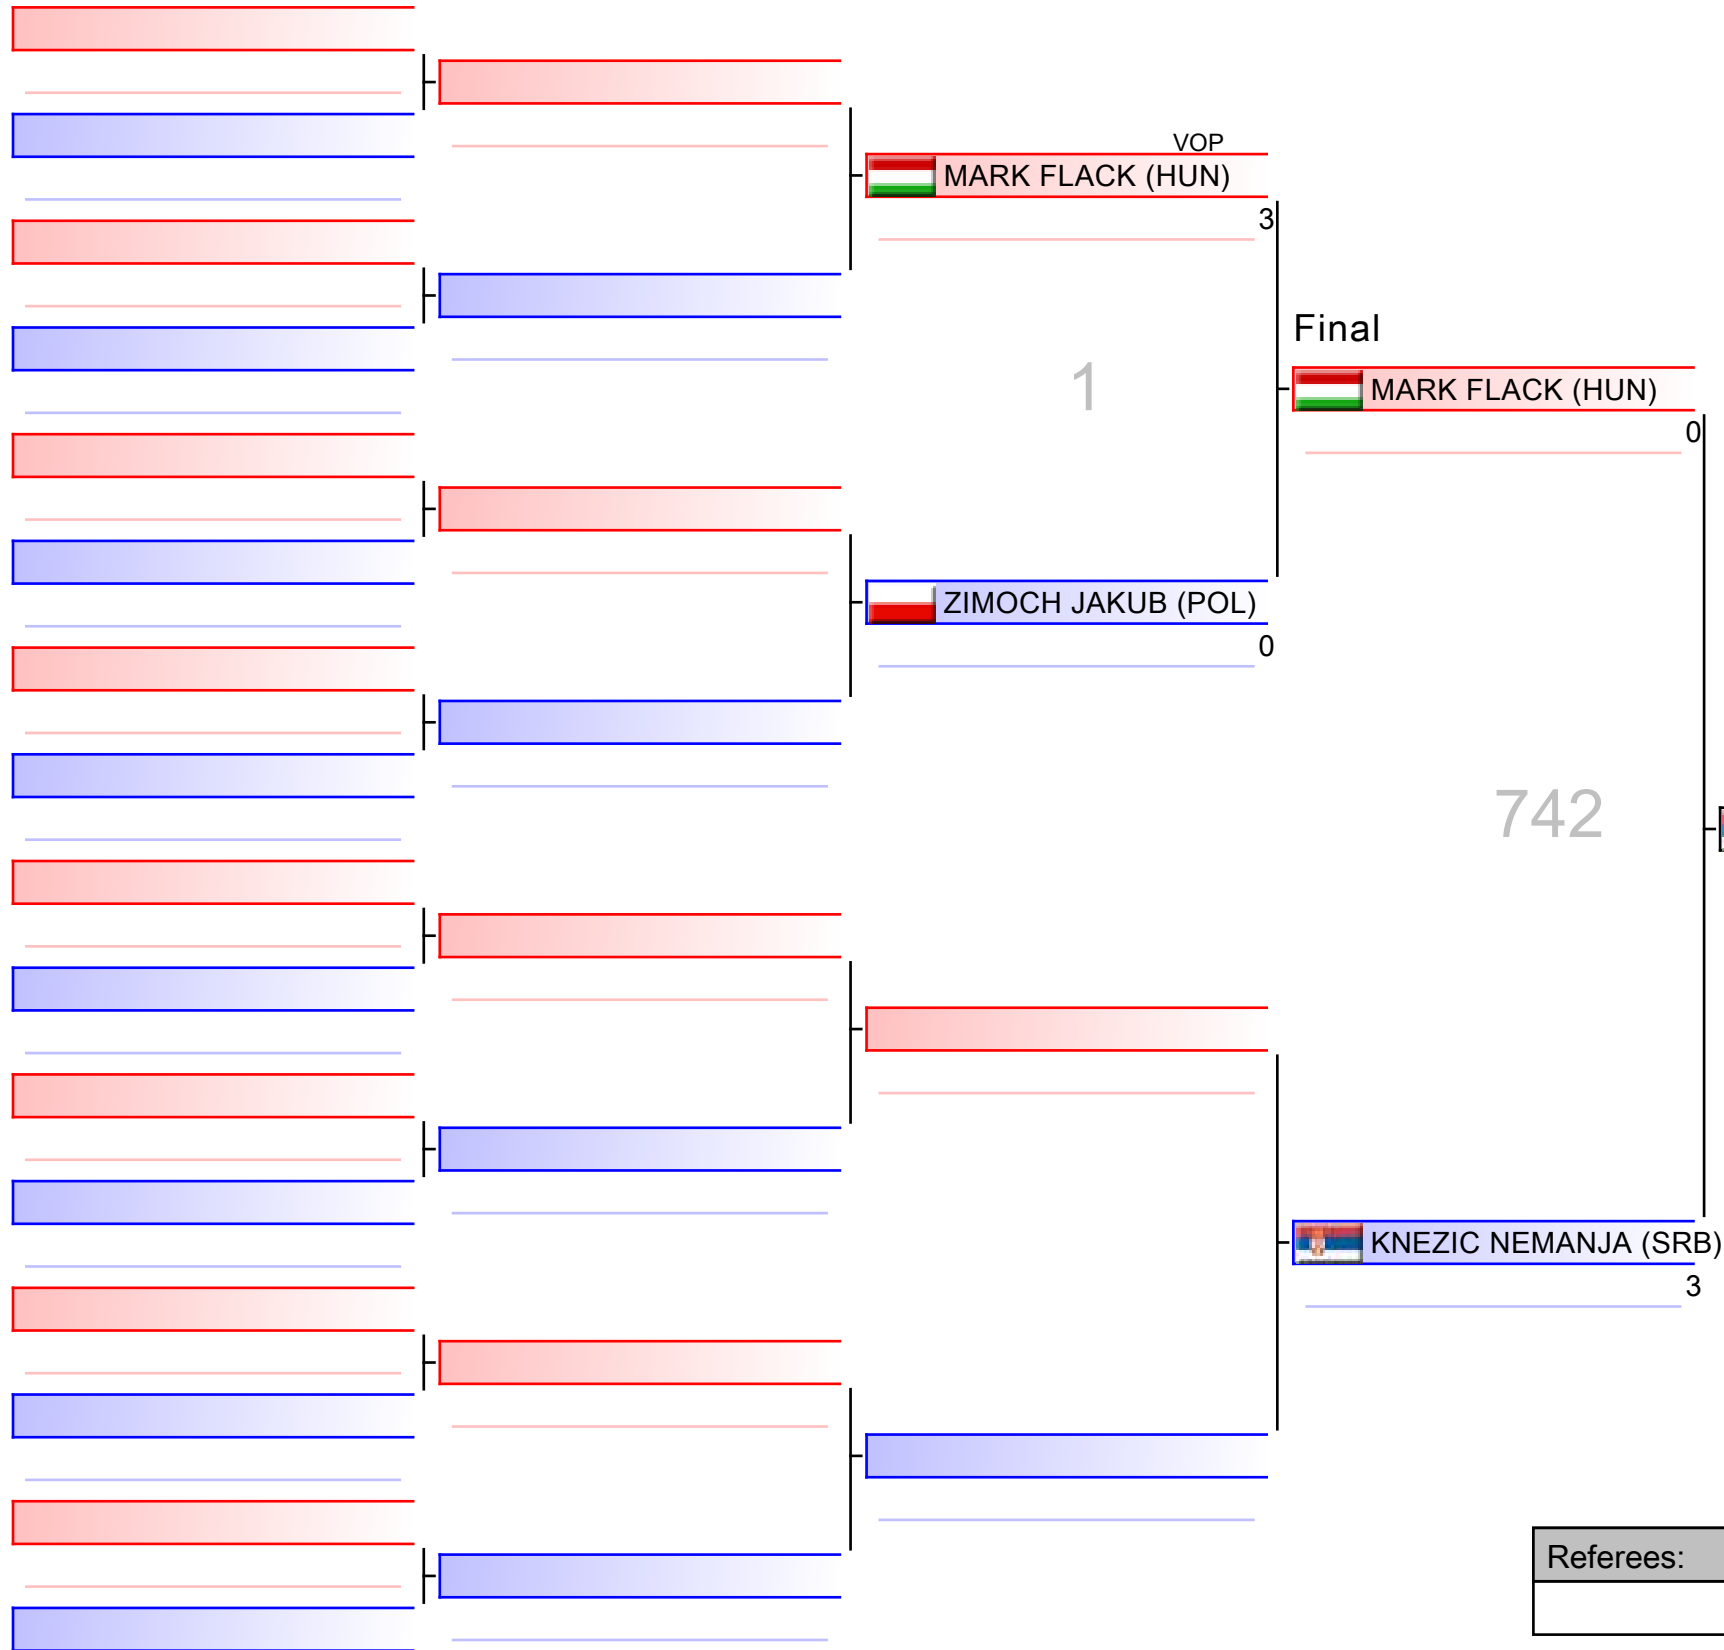 VOP
MARK FLACK (HUN)
3
Final
1
MARK FLACK (HUN)
0
ZIMOCH JAKUB (POL)
0
742
KNEZIC NEMANJA (SRB)
3
Referees: